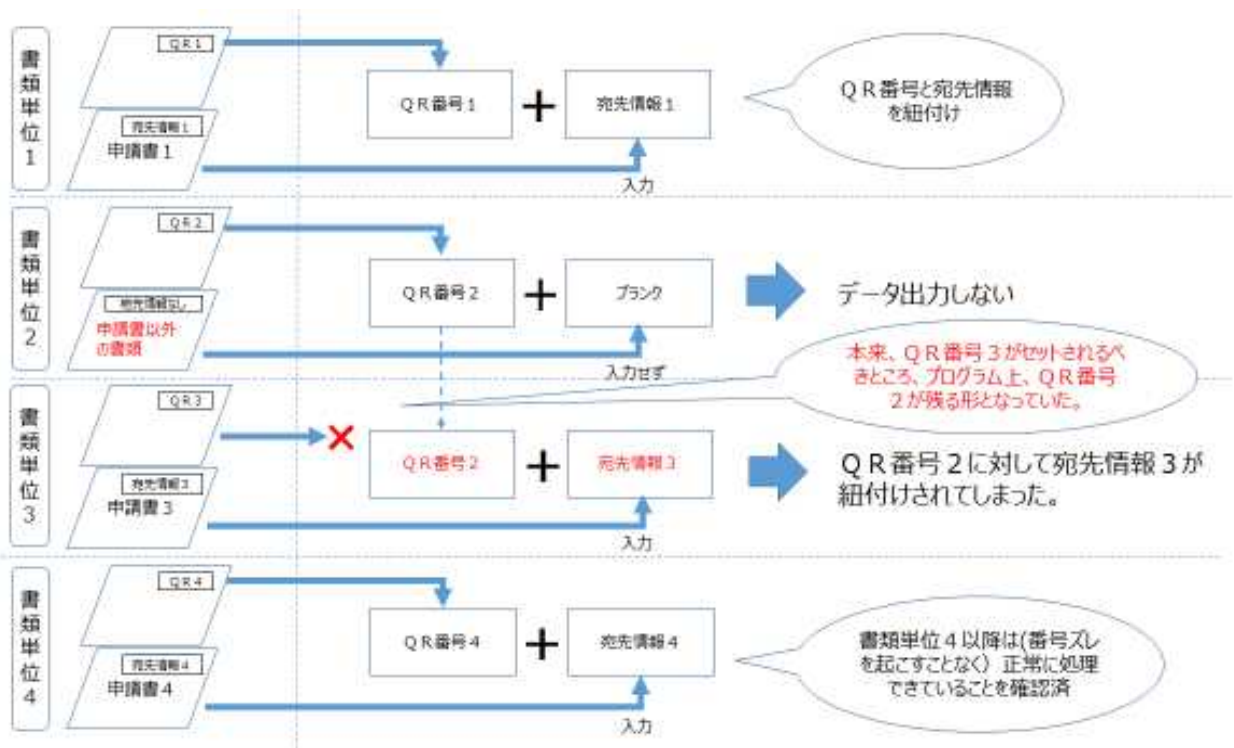 書類単位1
QR1
QR番号1
+
宛先情報1
QR番号と宛先情報
を紐付け
宛先情報1
申請書1
入力
書類単位2
QR2
QR番号2
+
ブランク
データ出力しない
宛先情報なし
申請書以外
の書類
入力せず
本来、QR番号3がセットされるべ
きところ、プログラム上、QR番号
2が残る形となっていた。
書類単位3
QR3
QR番号2
+
宛先情報3
QR番号2に対して宛先情報3が
紐付けされてしまった。
宛先情報3
申請書3
入力
書類単位4
QR4
QR番号4
+
宛先情報4
書類単位4以降は(番号ズレ
を起こすことなく)正常に処理
できていることを確認済
宛先情報4
申請書4
入力